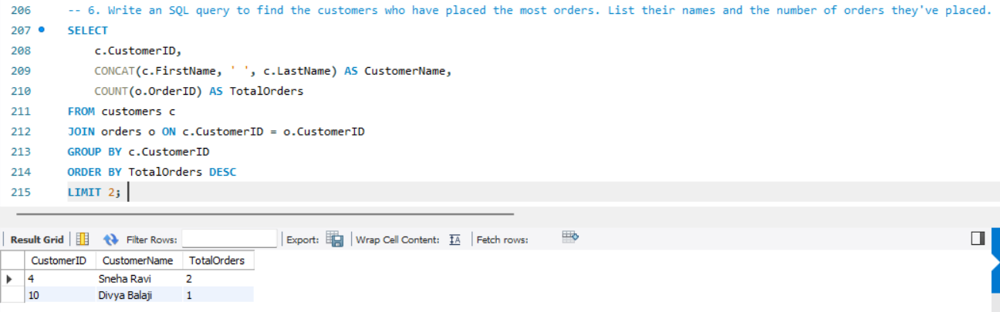 206 -- 6. Write an SQL query to find the customers who have placed the most orders. List their names and the number of orders they've placed.
207 SELECT
208 c.CustomerID,
209 CONCAT(c.FirstName, ' ', c.LastName) AS CustomerName,
210 COUNT(o.OrderID) AS TotalOrders
211 FROM customers c
212 JOIN orders o ON c.CustomerID = o.CustomerID
213 GROUP BY c.CustomerID
214 ORDER BY TotalOrders DESC
215 LIMIT 2;
Result Grid Filter Rows: Export: Wrap Cell Content: Fetch rows:
CustomerID CustomerName TotalOrders
4 Sneha Ravi 2
10 Divya Balaji 1